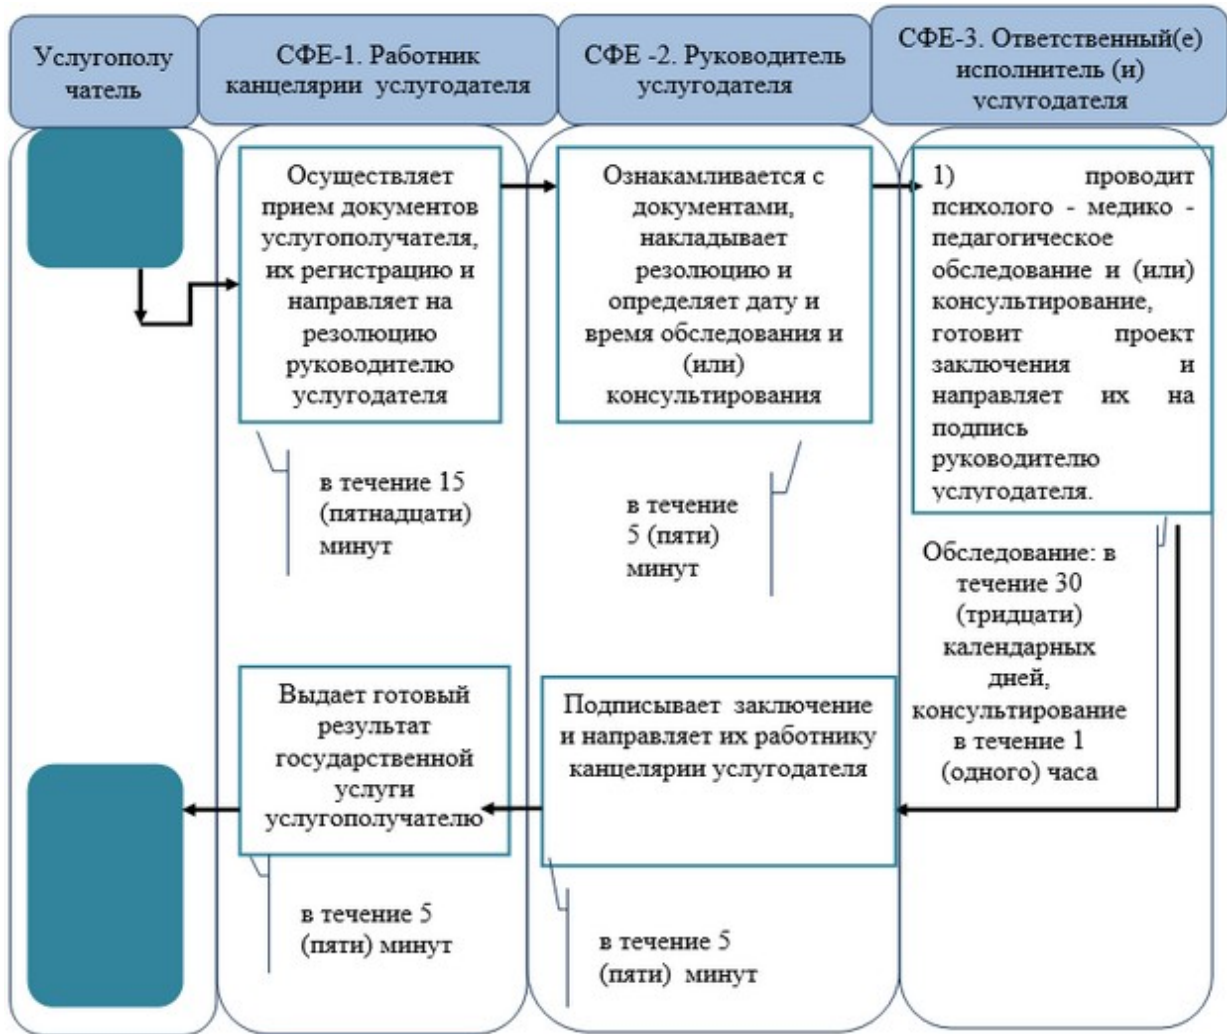 Услугополу
чатель
СФЕ-1. Работник
канцелярии услугодателя
СФЕ -2. Руководитель
услугодателя
СФЕ-3. Ответственный(е)
исполнитель (и)
услугодателя
Осуществляет
прием документов
услугополучателя,
их регистрацию и
направляет на
резолюцию
руководителю
услугодателя
Ознакамливается с
документами,
накладывает
резолюцию и
определяет дату и
время обследования и
(или)
консультирования
1) проводит
психолого - медико -
педагогическое
обследование и (или)
консультирование,
готовит проект
заключения и
направляет их на
подпись
руководителю
услугодателя.
в течение 15
(пятнадцати)
минут
в течение
5 (пяти)
минут
Обследование: в
течение 30
(тридцати)
календарных
дней,
консультирование
в течение 1
(одного) часа
Выдает готовый
результат
государственной
услуги
услугополучателю
Подписывает заключение
и направляет их работнику
канцелярии услугодателя
в течение 5
(пяти) минут
в течение 5
(пяти) минут